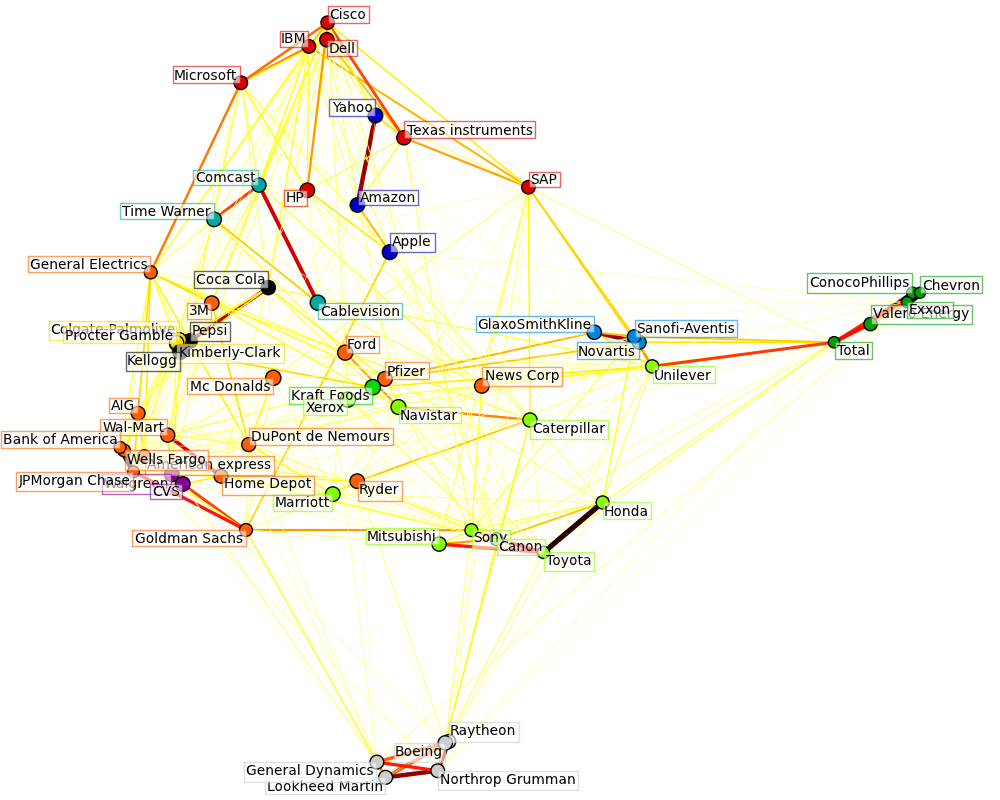 Cisco
IBM
Dell
Microsoft
Yahoo
Texas instruments
Comcast
SAP
HP
Amazon
Time Warner
Apple
General Electrics
Coca Cola
ConocoPhillips
Chevron
3M
Cablevision
Exxon
Valero Energy
GlaxoSmithKline
Sanofi-Aventis
Colgate-Palmolive
Pepsi
Procter Gamble
Ford
Novartis
Total
Kimberly-Clark
Kellogg
Pfizer
News Corp
Unilever
Mc Donalds
Kraft Foods
Xerox
AIG
Navistar
Wal-Mart
Caterpillar
Bank of America
DuPont de Nemours
Wells Fargo
American express
JPMorgan Chase
Walgreen
CVS
Home Depot
Ryder
Marriott
Honda
Goldman Sachs
Mitsubishi
Sony
Canon
Toyota
Raytheon
Boeing
General Dynamics
Northrop Grumman
Lookheed Martin